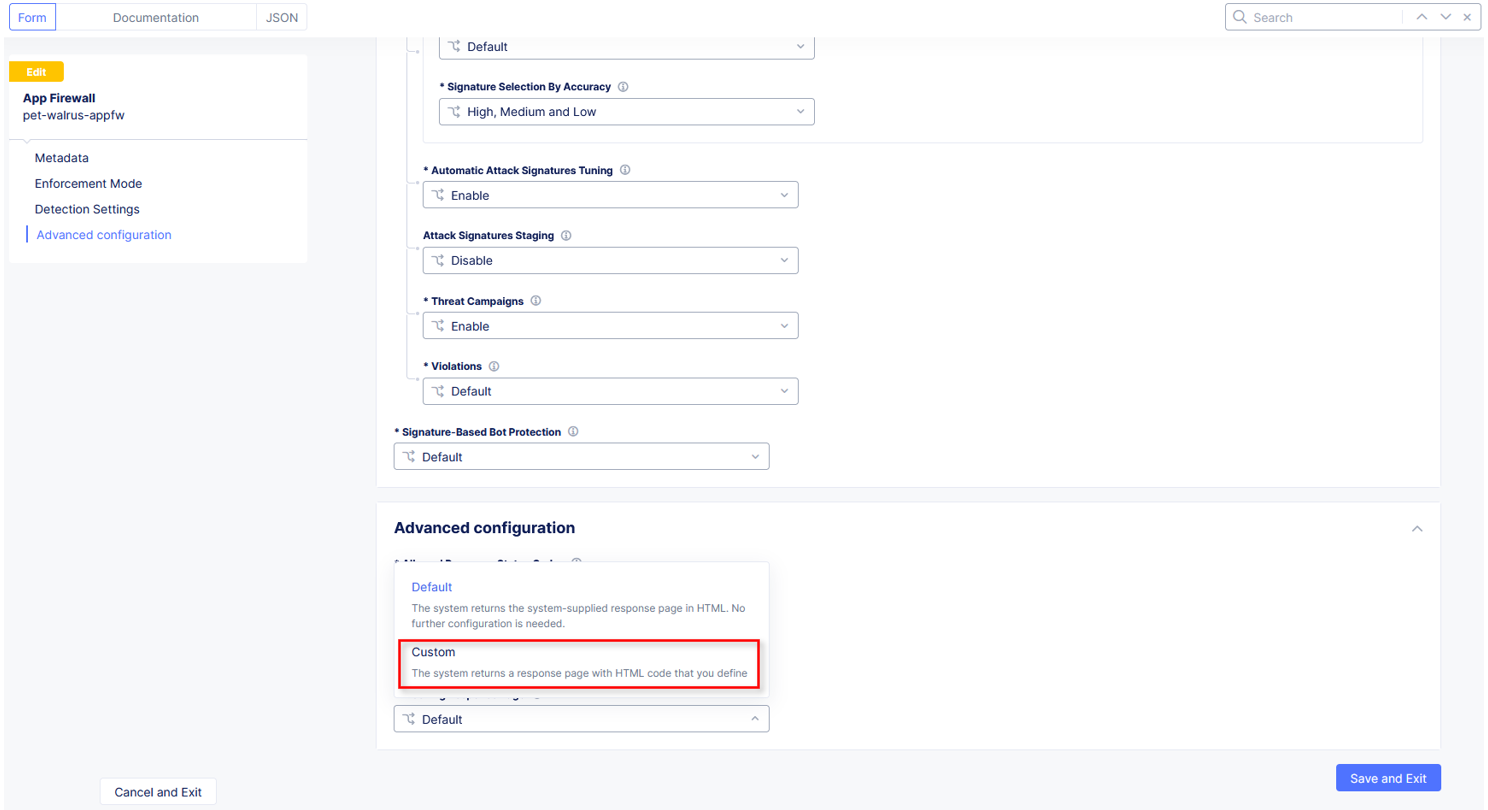 Form
Documentation
JSON
Search
Edit
App Firewall
pet-walrus-appfw
Metadata
Enforcement Mode
Detection Settings
Advanced configuration
Default
* Signature Selection By Accuracy
High, Medium and Low
* Automatic Attack Signatures Tuning
Enable
Attack Signatures Staging
Disable
* Threat Campaigns
Enable
* Violations
Default
* Signature-Based Bot Protection
Default
Advanced configuration
Default
The system returns the system-supplied response page in HTML. No
further configuration is needed.
Custom
The system returns a response page with HTML code that you define
Default
Cancel and Exit
Save and Exit